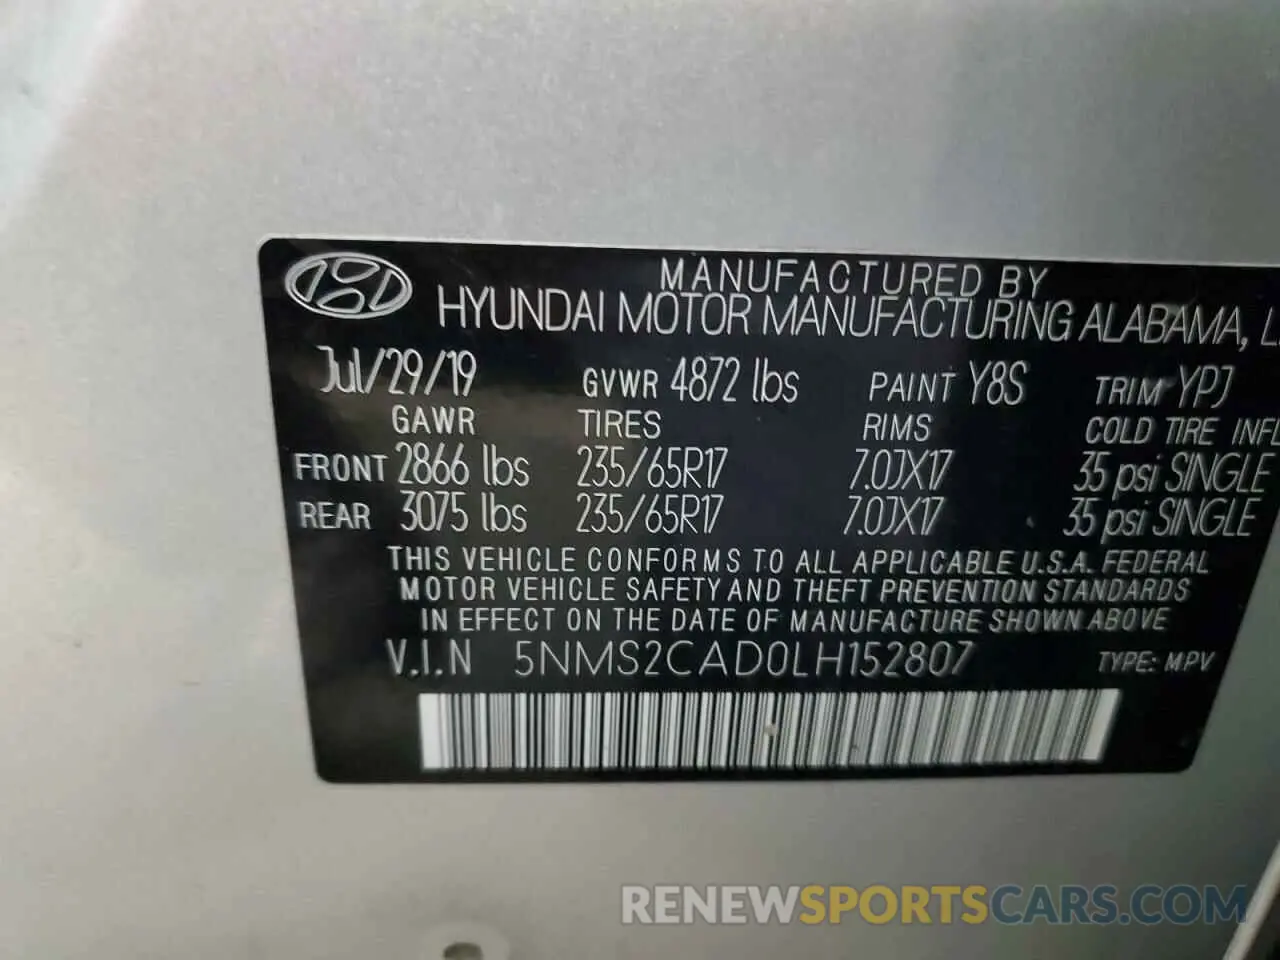 MANUFACTURED BY
HYUNDAI MOTOR MANUFACTURING ALABAMA,
Jul/29/19 GVWR 4872 lbs PAINT Y8S TRIM YPJ
GAWR TIRES RIMS COLD TIRE INFL
FRONT 2866 lbs 235/65R17 7.0JX17 35 psi SINGLE
REAR 3075 lbs 235/65R17 7.0JX17 35 psi SINGLE
THIS VEHICLE CONFORMS TO ALL APPLICABLE U.S.A. FEDERAL
MOTOR VEHICLE SAFETY AND THEFT PREVENTION STANDARDS
IN EFFECT ON THE DATE OF MANUFACTURE SHOWN ABOVE
V.I.N 5NMS2CAD0LH152807 TYPE: MPV
RENEWSPORTSCARS.COM